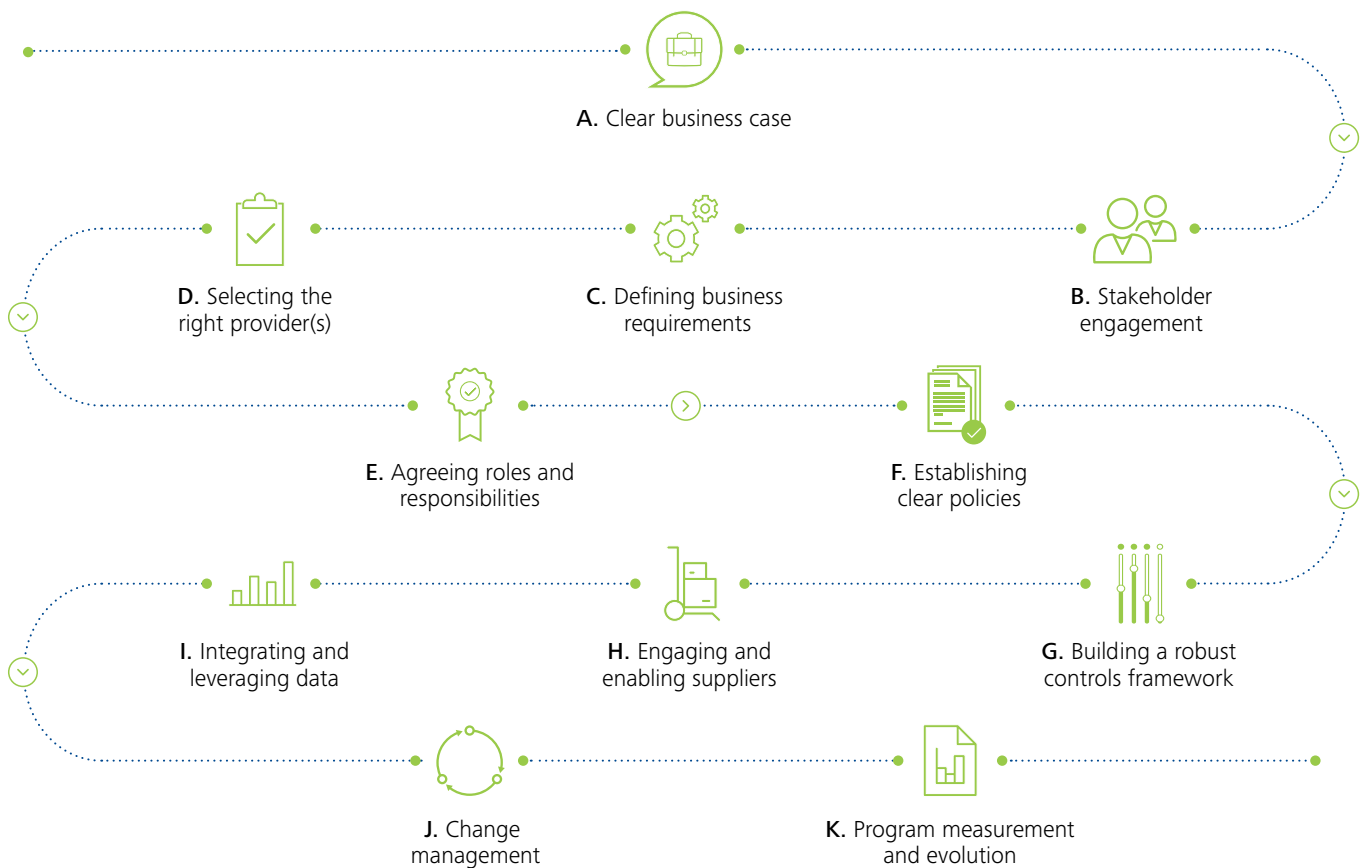 A. Clear business case
D. Selecting the
right provider(s)
C. Defining business
requirements
B. Stakeholder
engagement
E. Agreeing roles and
responsibilities
F. Establishing
clear policies
I. Integrating and
leveraging data
H. Engaging and
enabling suppliers
G. Building a robust
controls framework
J. Change
management
K. Program measurement
and evolution